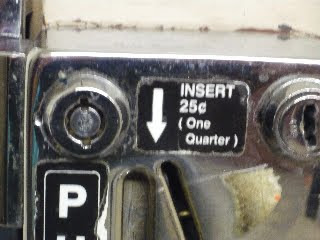 INSERT
25¢
(One
Quarter)
P
U